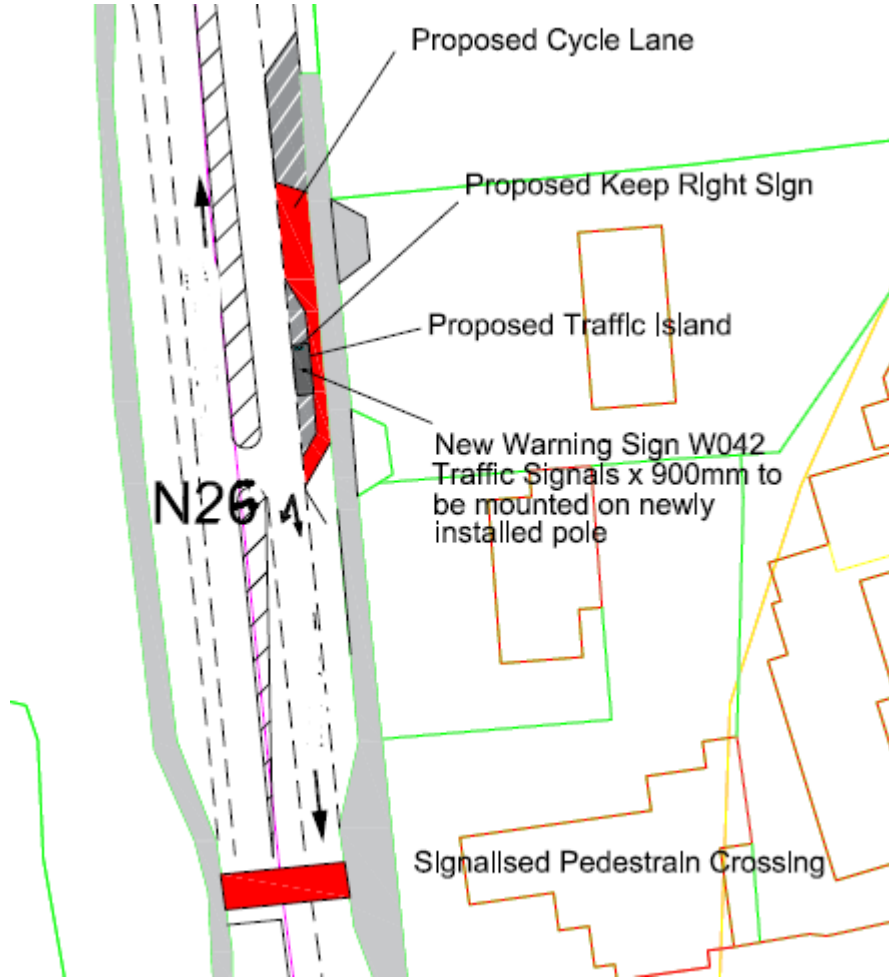 Proposed Cycle Lane
Proposed Keep Right Sign
Proposed Traffic Island
New Warning Sign W042
Traffic Signals x 900mm to
be mounted on newly
installed pole
N26
Signalised Pedestrain Crossing